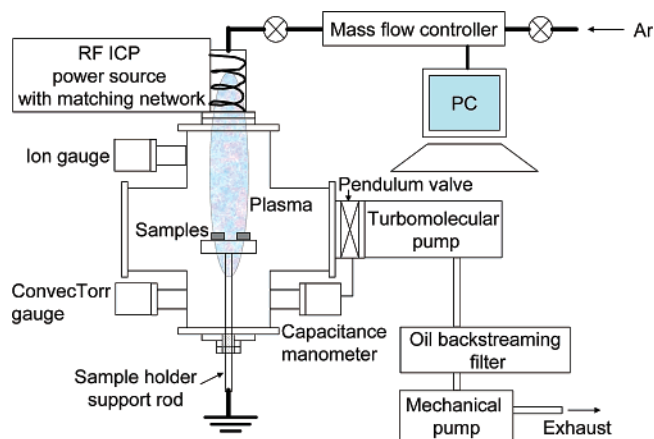 Mass flow controller
Ar
RF ICP
power source
with matching network
PC
Ion gauge
Pendulum valve
Plasma
Samples
Turbomolecular
pump
ConvecTorr
gauge
Capacitance
manometer
Oil backstreaming
filter
Sample holder
support rod
Mechanical
pump
Exhaust